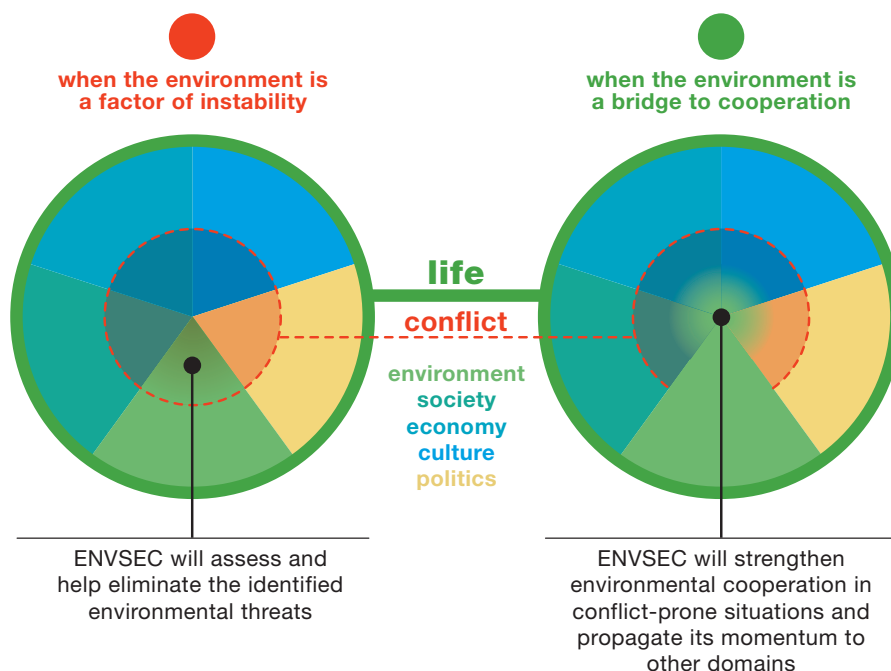 when the environment is
a factor of instability
when the environment is
a bridge to cooperation
life
conflict
environment
society
economy
culture
politics
ENVSEC will assess and
help eliminate the identified
environmental threats
ENVSEC will strengthen
environmental cooperation in
conflict-prone situations and
propagate its momentum to
other domains